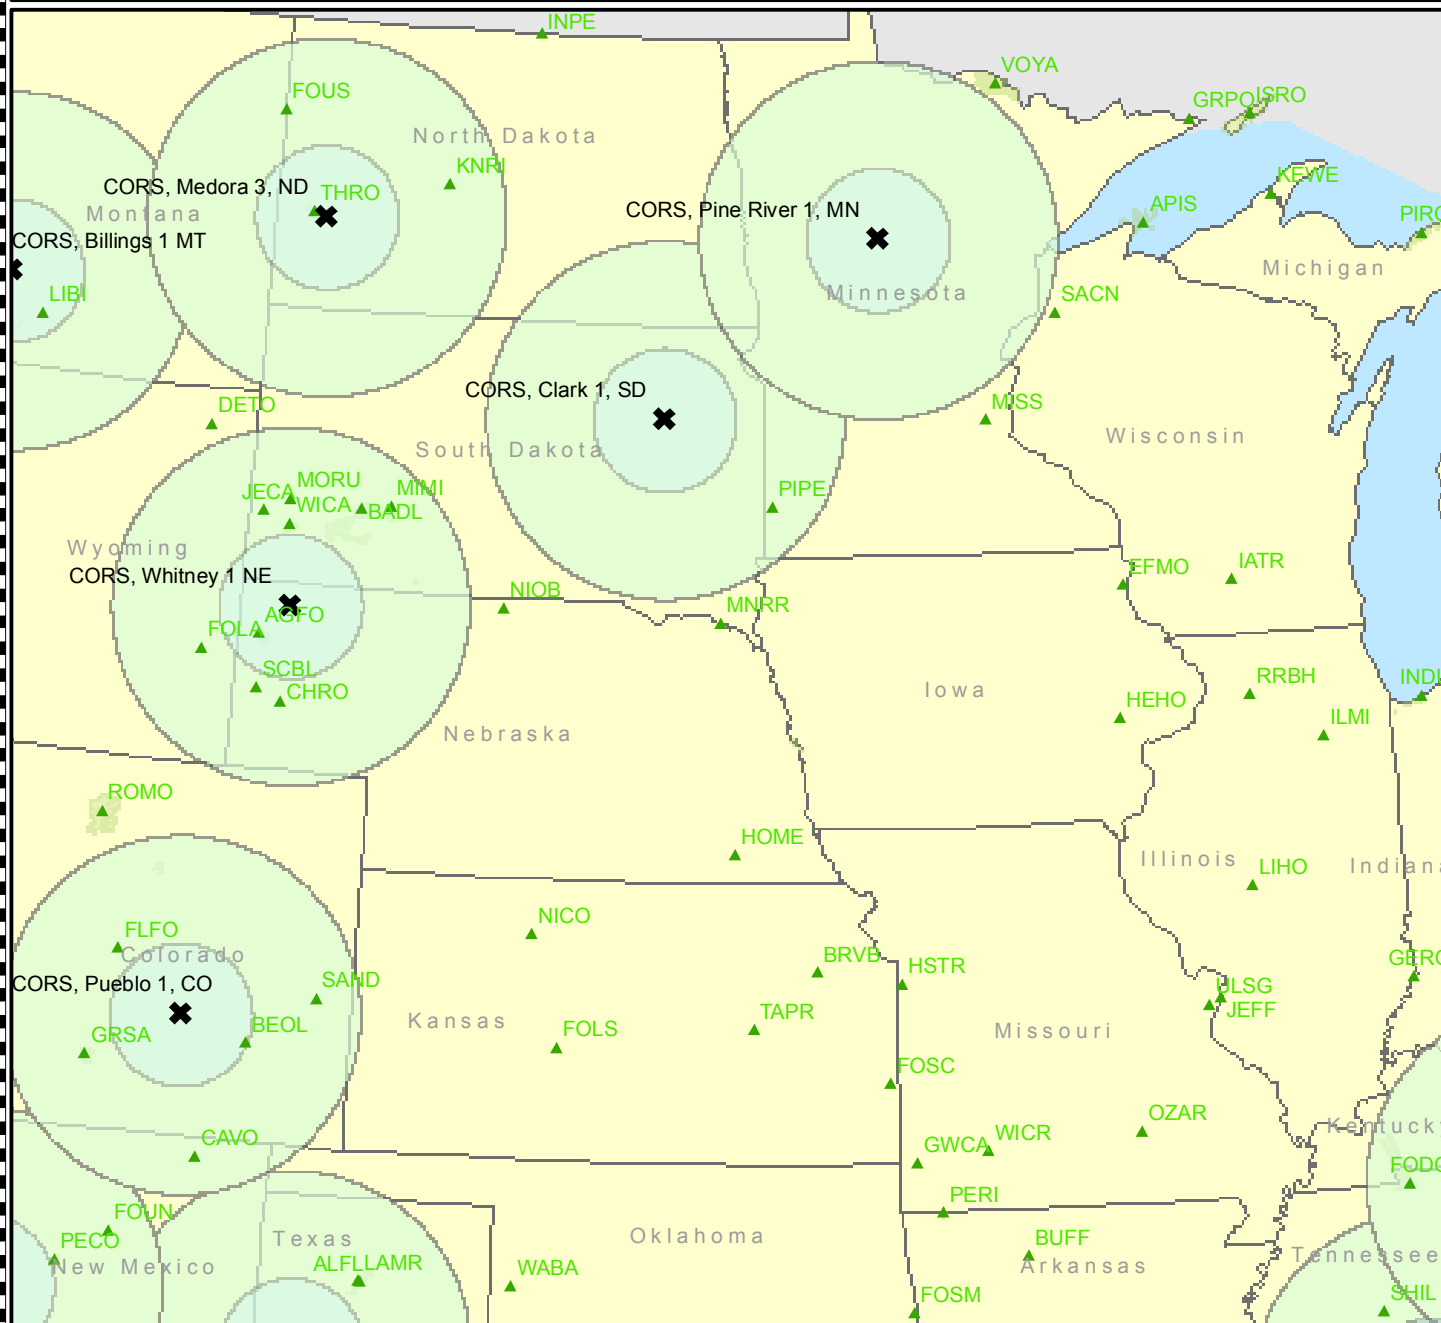 INPE
VOYA
FOUS
GRPO
ISRO
North Dakota
KNRI
CORS, Medora 3, ND
THRO
KEWE
Montana
CORS, Pine River 1, MN
APIS
CORS, Billings 1 MT
Michigan
LIBI
Minnesota
SACN
CORS, Clark 1, SD
DETO
MISS
South Dakota
Wisconsin
MORU
MIMI
JECA
WICA
BADL
PIPE
Wyoming
CORS, Whitney 1 NE
EFMO
IATR
NIOB
MNRR
AGFO
FOLA
SCBL
CHRO
Iowa
RRBH
HEHO
ILMI
Nebraska
ROMO
HOME
Illinois
LIHO
NICO
FLFO
Colorado
BRVB
HSTR
CORS, Pueblo 1, CO
SAND
ULSG
JEFF
BEOL
GRSA
Kansas
TAPR
FOLS
Missouri
FOSC
OZAR
CAVO
GWCA
WICR
PERI
FOUN
PECO
Texas
Oklahoma
BUFF
New Mexico
ALFL
LAMR
WABA
Arkansas
Tennessee
FOSM
SHIL